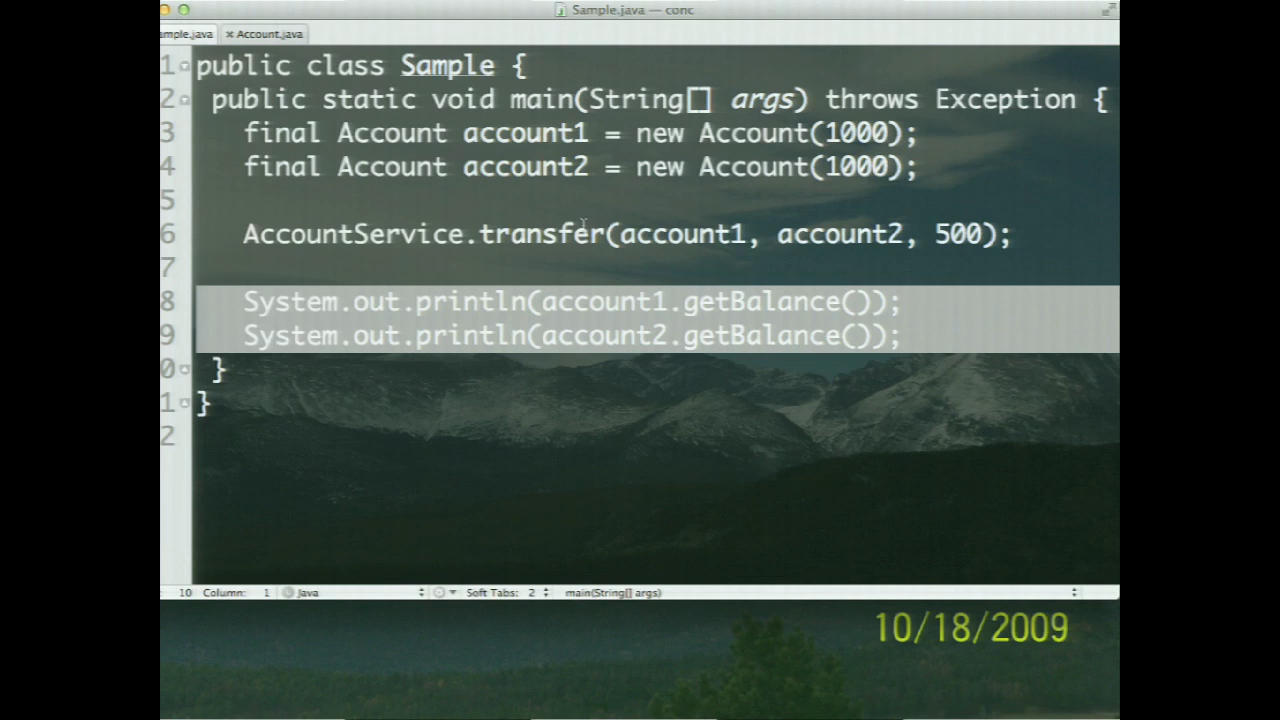 Sample.java — conc
mple.java
Account.java
1 public class Sample {
2 public static void main(String[] args) throws Exception {
3 final Account account1 = new Account(1000);
4 final Account account2 = new Account(1000);
5
6 AccountService.transfer(account1, account2, 500);
7
8 System.out.println(account1.getBalance());
9 System.out.println(account2.getBalance());
0 }
1 }
2
10 Column: 1 Java Soft Tabs: 2 main(String[] args)
10/18/2009